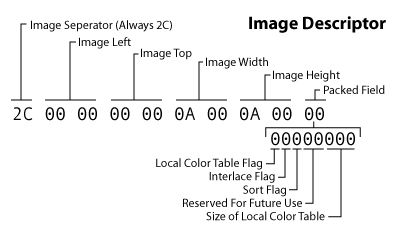 Image Descriptor
Image Seperator (Always 2C)
Image Left
Image Top
Image Width
Image Height
Packed Field
2C 00 00 00 00 0A 00 0A 00 00
00000000
Local Color Table Flag
Interlace Flag
Sort Flag
Reserved For Future Use
Size of Local Color Table